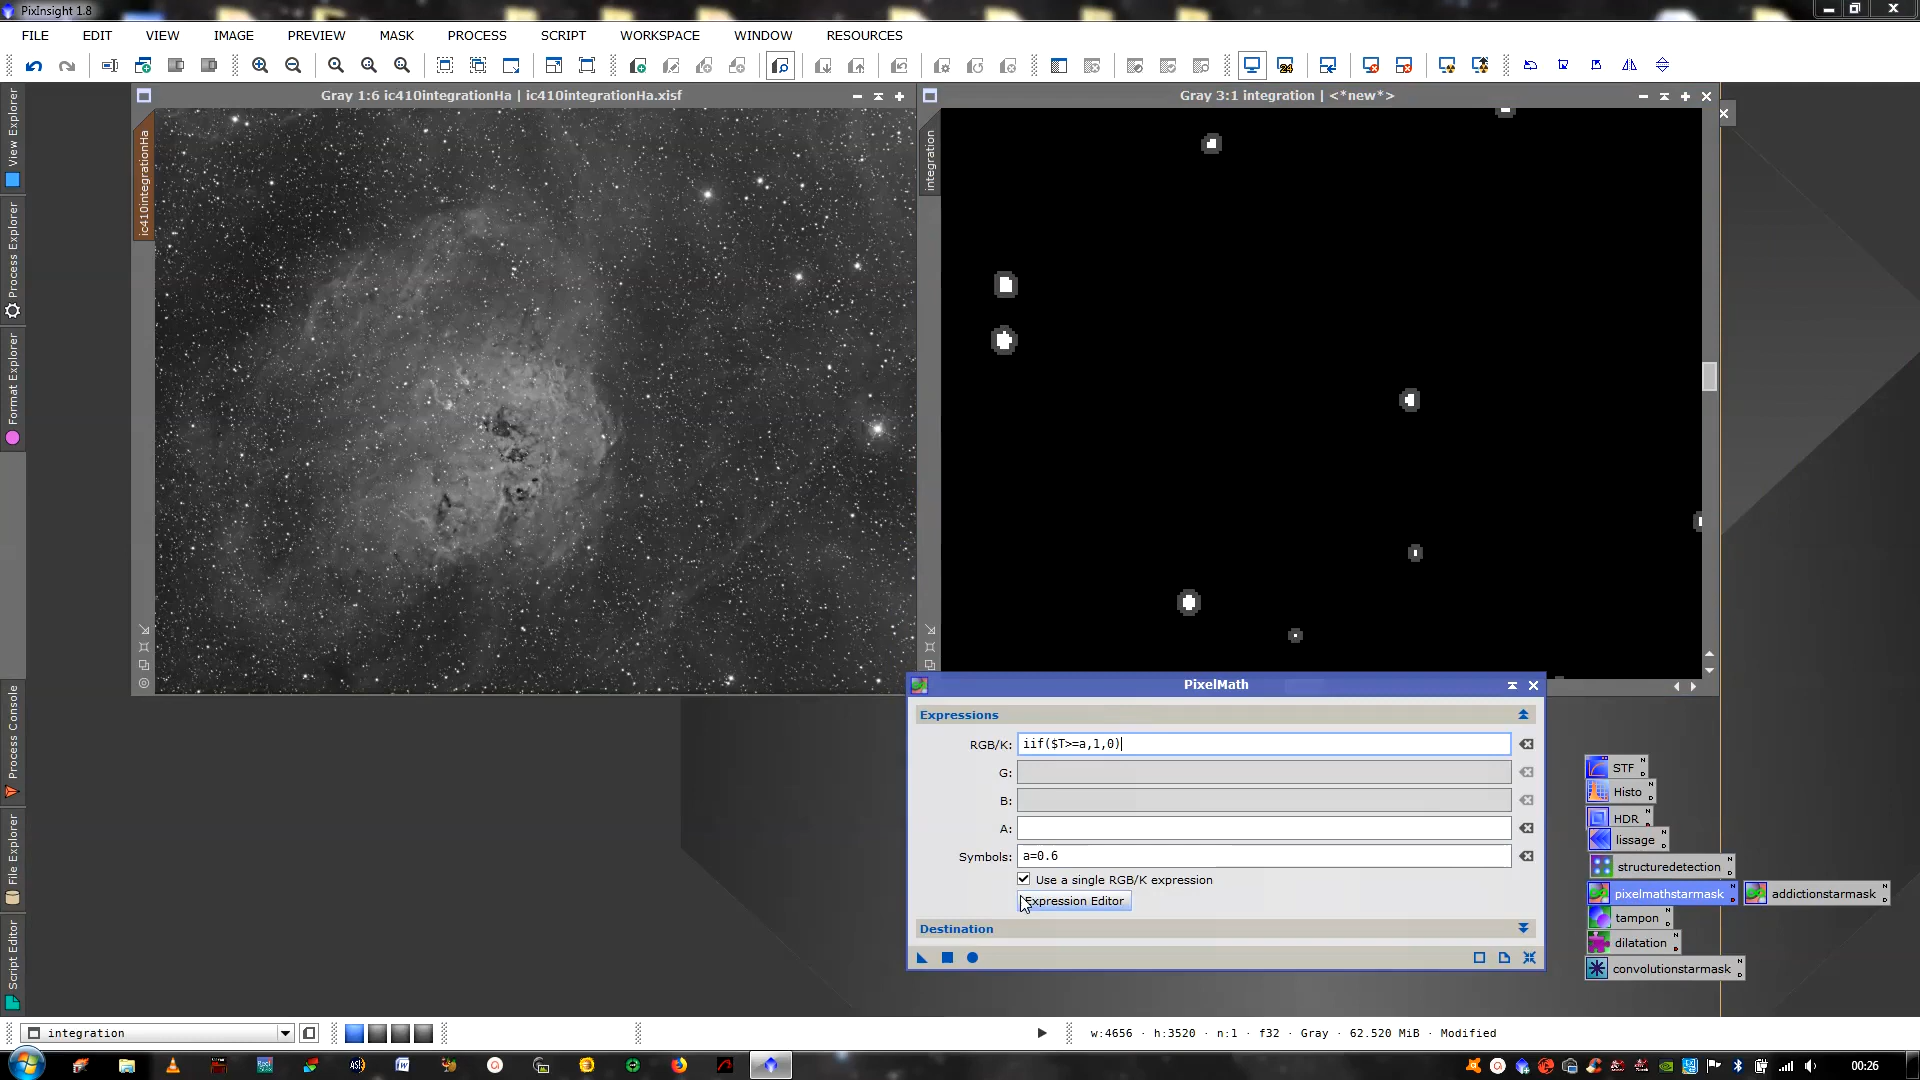 PixInsight 1.8
FILE EDIT VIEW IMAGE PREVIEW MASK PROCESS SCRIPT WORKSPACE WINDOW RESOURCES
View Explorer
Process Explorer
Format Explorer
Process Console
File Explorer
Script Editor
Gray 1:6 ic410integrationHa | ic410integrationHa.xisf
ic410integrationHa
Gray 3:1 integration | <*new*>
integration
PixelMath
Expressions
RGB/K: iif($T>=a,1,0)
G:
B:
A:
Symbols: a=0.6
Use a single RGB/K expression
Expression Editor
Destination
STF
Histo
HDR
lissage
structuredetection
pixelmathstarmask
addictionstarmask
tampon
dilatation
convolutionstarmask
integration
w:4656 · h:3520 · n:1 · f32 · Gray · 62.520 MiB · Modified
00:26